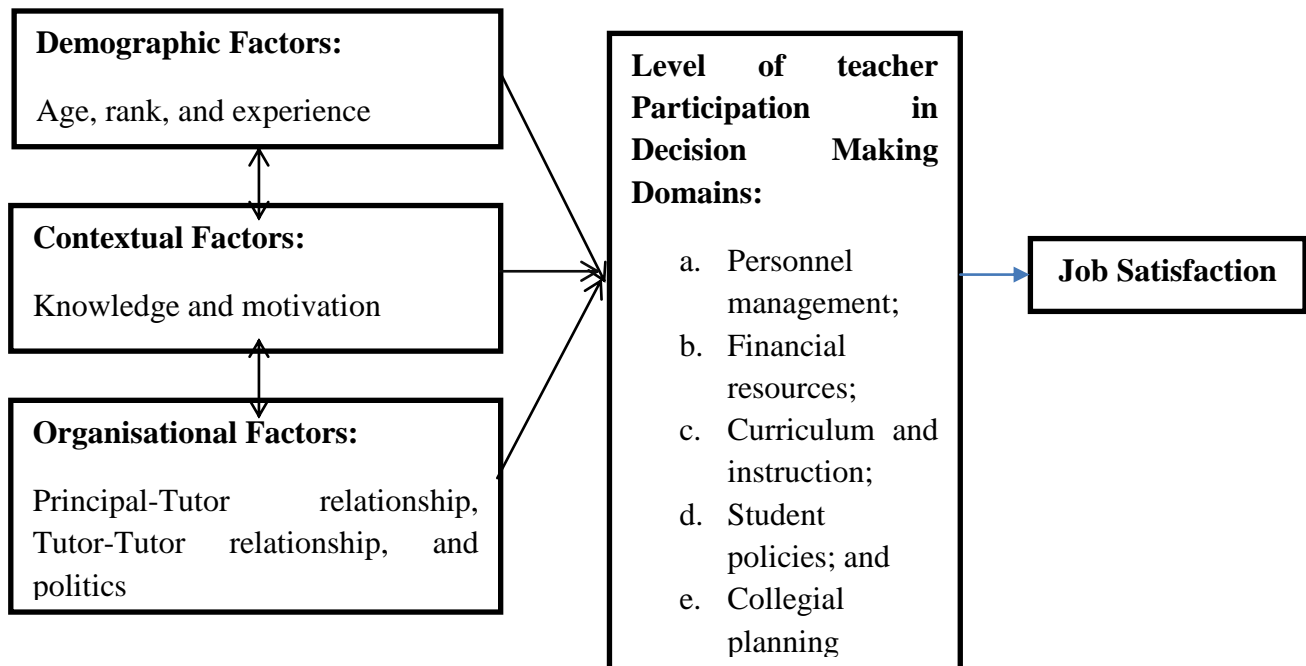 Demographic Factors:
Age, rank, and experience
Contextual Factors:
Knowledge and motivation
Organisational Factors:
Principal-Tutor relationship,
Tutor-Tutor relationship, and
politics
Level of teacher
Participation in
Decision Making
Domains:
a. Personnel
management;
b. Financial
resources;
c. Curriculum and
instruction;
d. Student
policies; and
e. Collegial
planning
Job Satisfaction